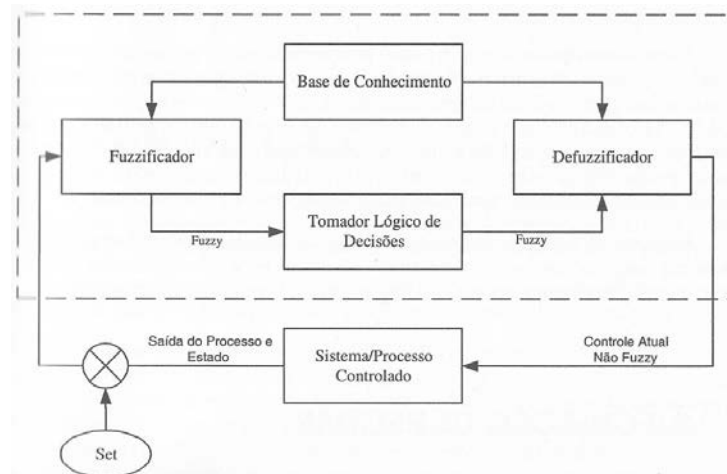 Base de Conhecimento
Fuzzificador
Defuzzificador
Tomador Lógico de
Decisões
Fuzzy
Fuzzy
Saída do Processo e
Estado
Sistema/Processo
Controlado
Controle Atual
Não Fuzzy
Set